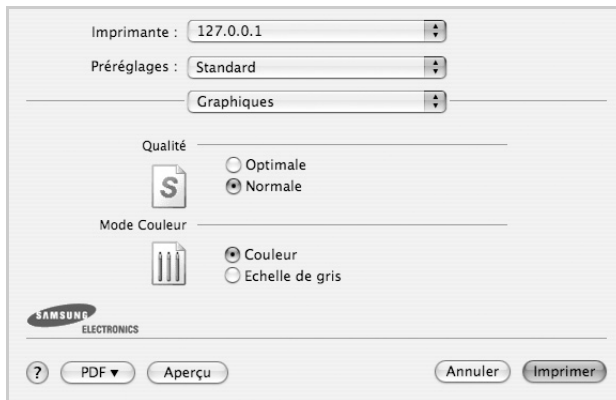 Imprimante : 127.0.0.1
Préréglages : Standard
Graphiques
Qualité
Optimale
Normale
S
Mode Couleur
Couleur
Echelle de gris
SAMSUNG
ELECTRONICS
? PDF ▼ Aperçu Annuler Imprimer